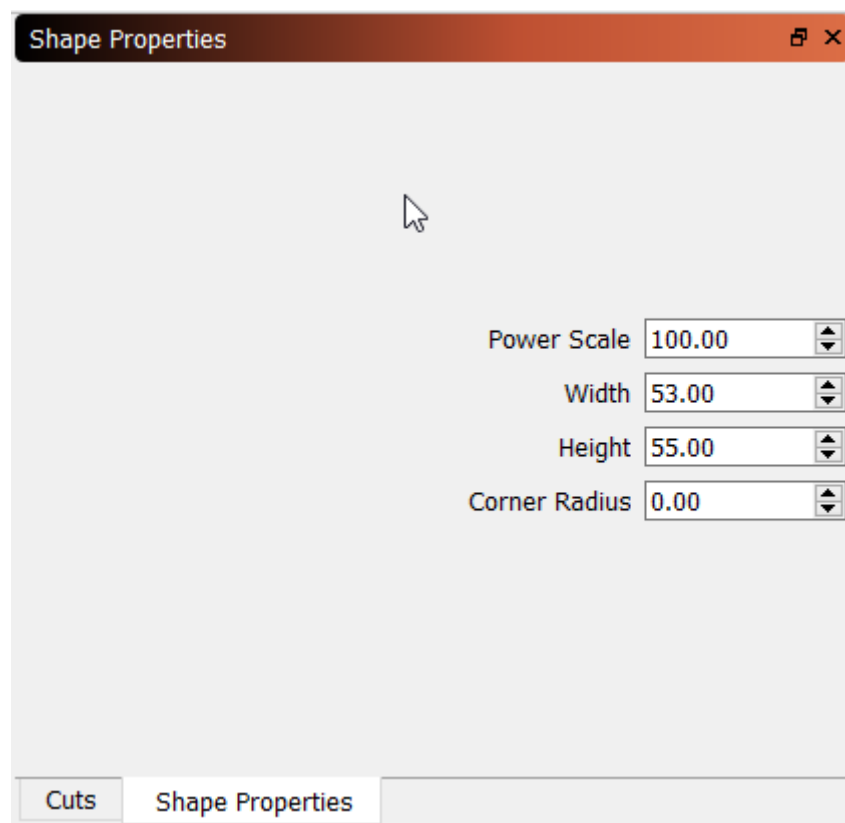 Shape Properties
Power Scale 100.00
Width 53.00
Height 55.00
Corner Radius 0.00
Cuts Shape Properties